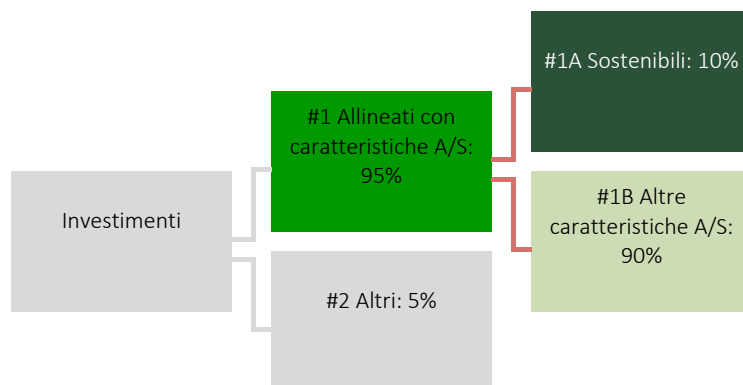 Investimenti
#1 Allineati con
caratteristiche A/S:
95%
#2 Altri: 5%
#1A Sostenibili: 10%
#1B Altre
caratteristiche A/S:
90%